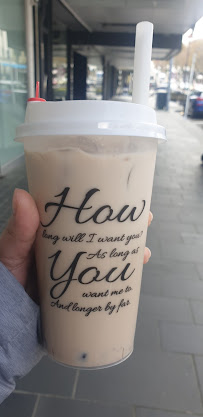 How
long will I want you?
As long as
You
want me to
And longer by far